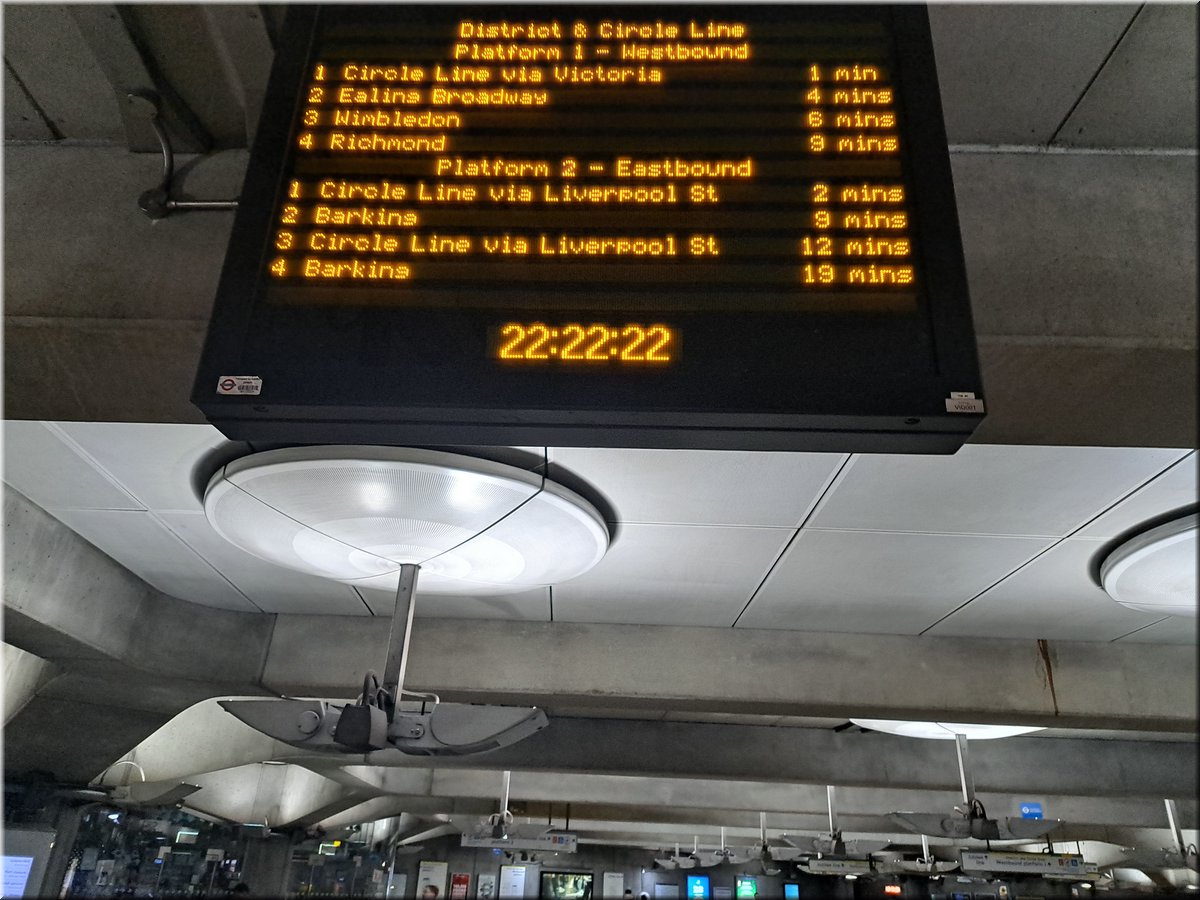 District & Circle Line
Platform 1 - Westbound
1 Circle Line via Victoria 1 min
2 Ealing Broadway 4 mins
3 Wimbledon 6 mins
4 Richmond 9 mins
Platform 2 - Eastbound
1 Circle Line via Liverpool St 2 mins
2 Barking 9 mins
3 Circle Line via Liverpool St 12 mins
4 Barking 19 mins
22:22:22